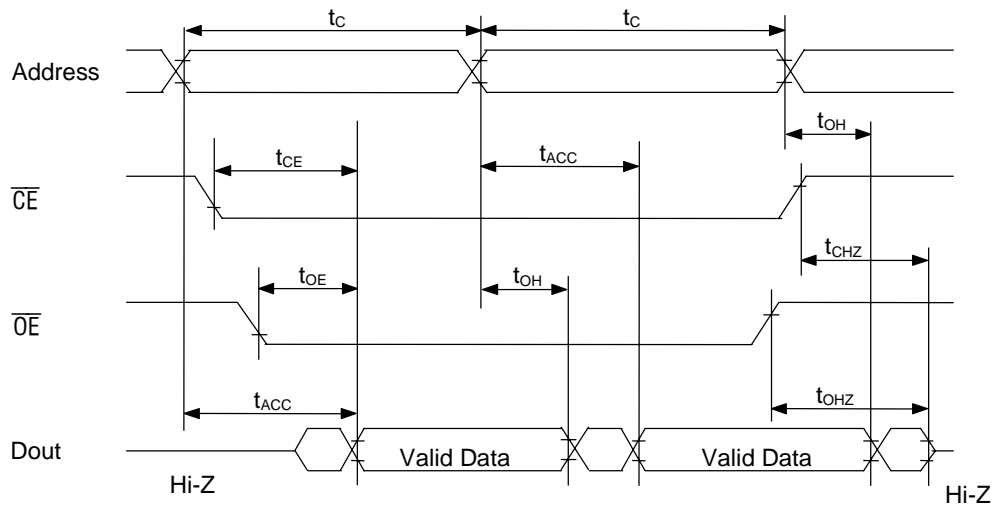 tC tC
Address
tOH
tCE tACC
CE
tCHZ
tOE tOH
OE
tACC tOHZ
Dout Valid Data Valid Data
Hi-Z Hi-Z